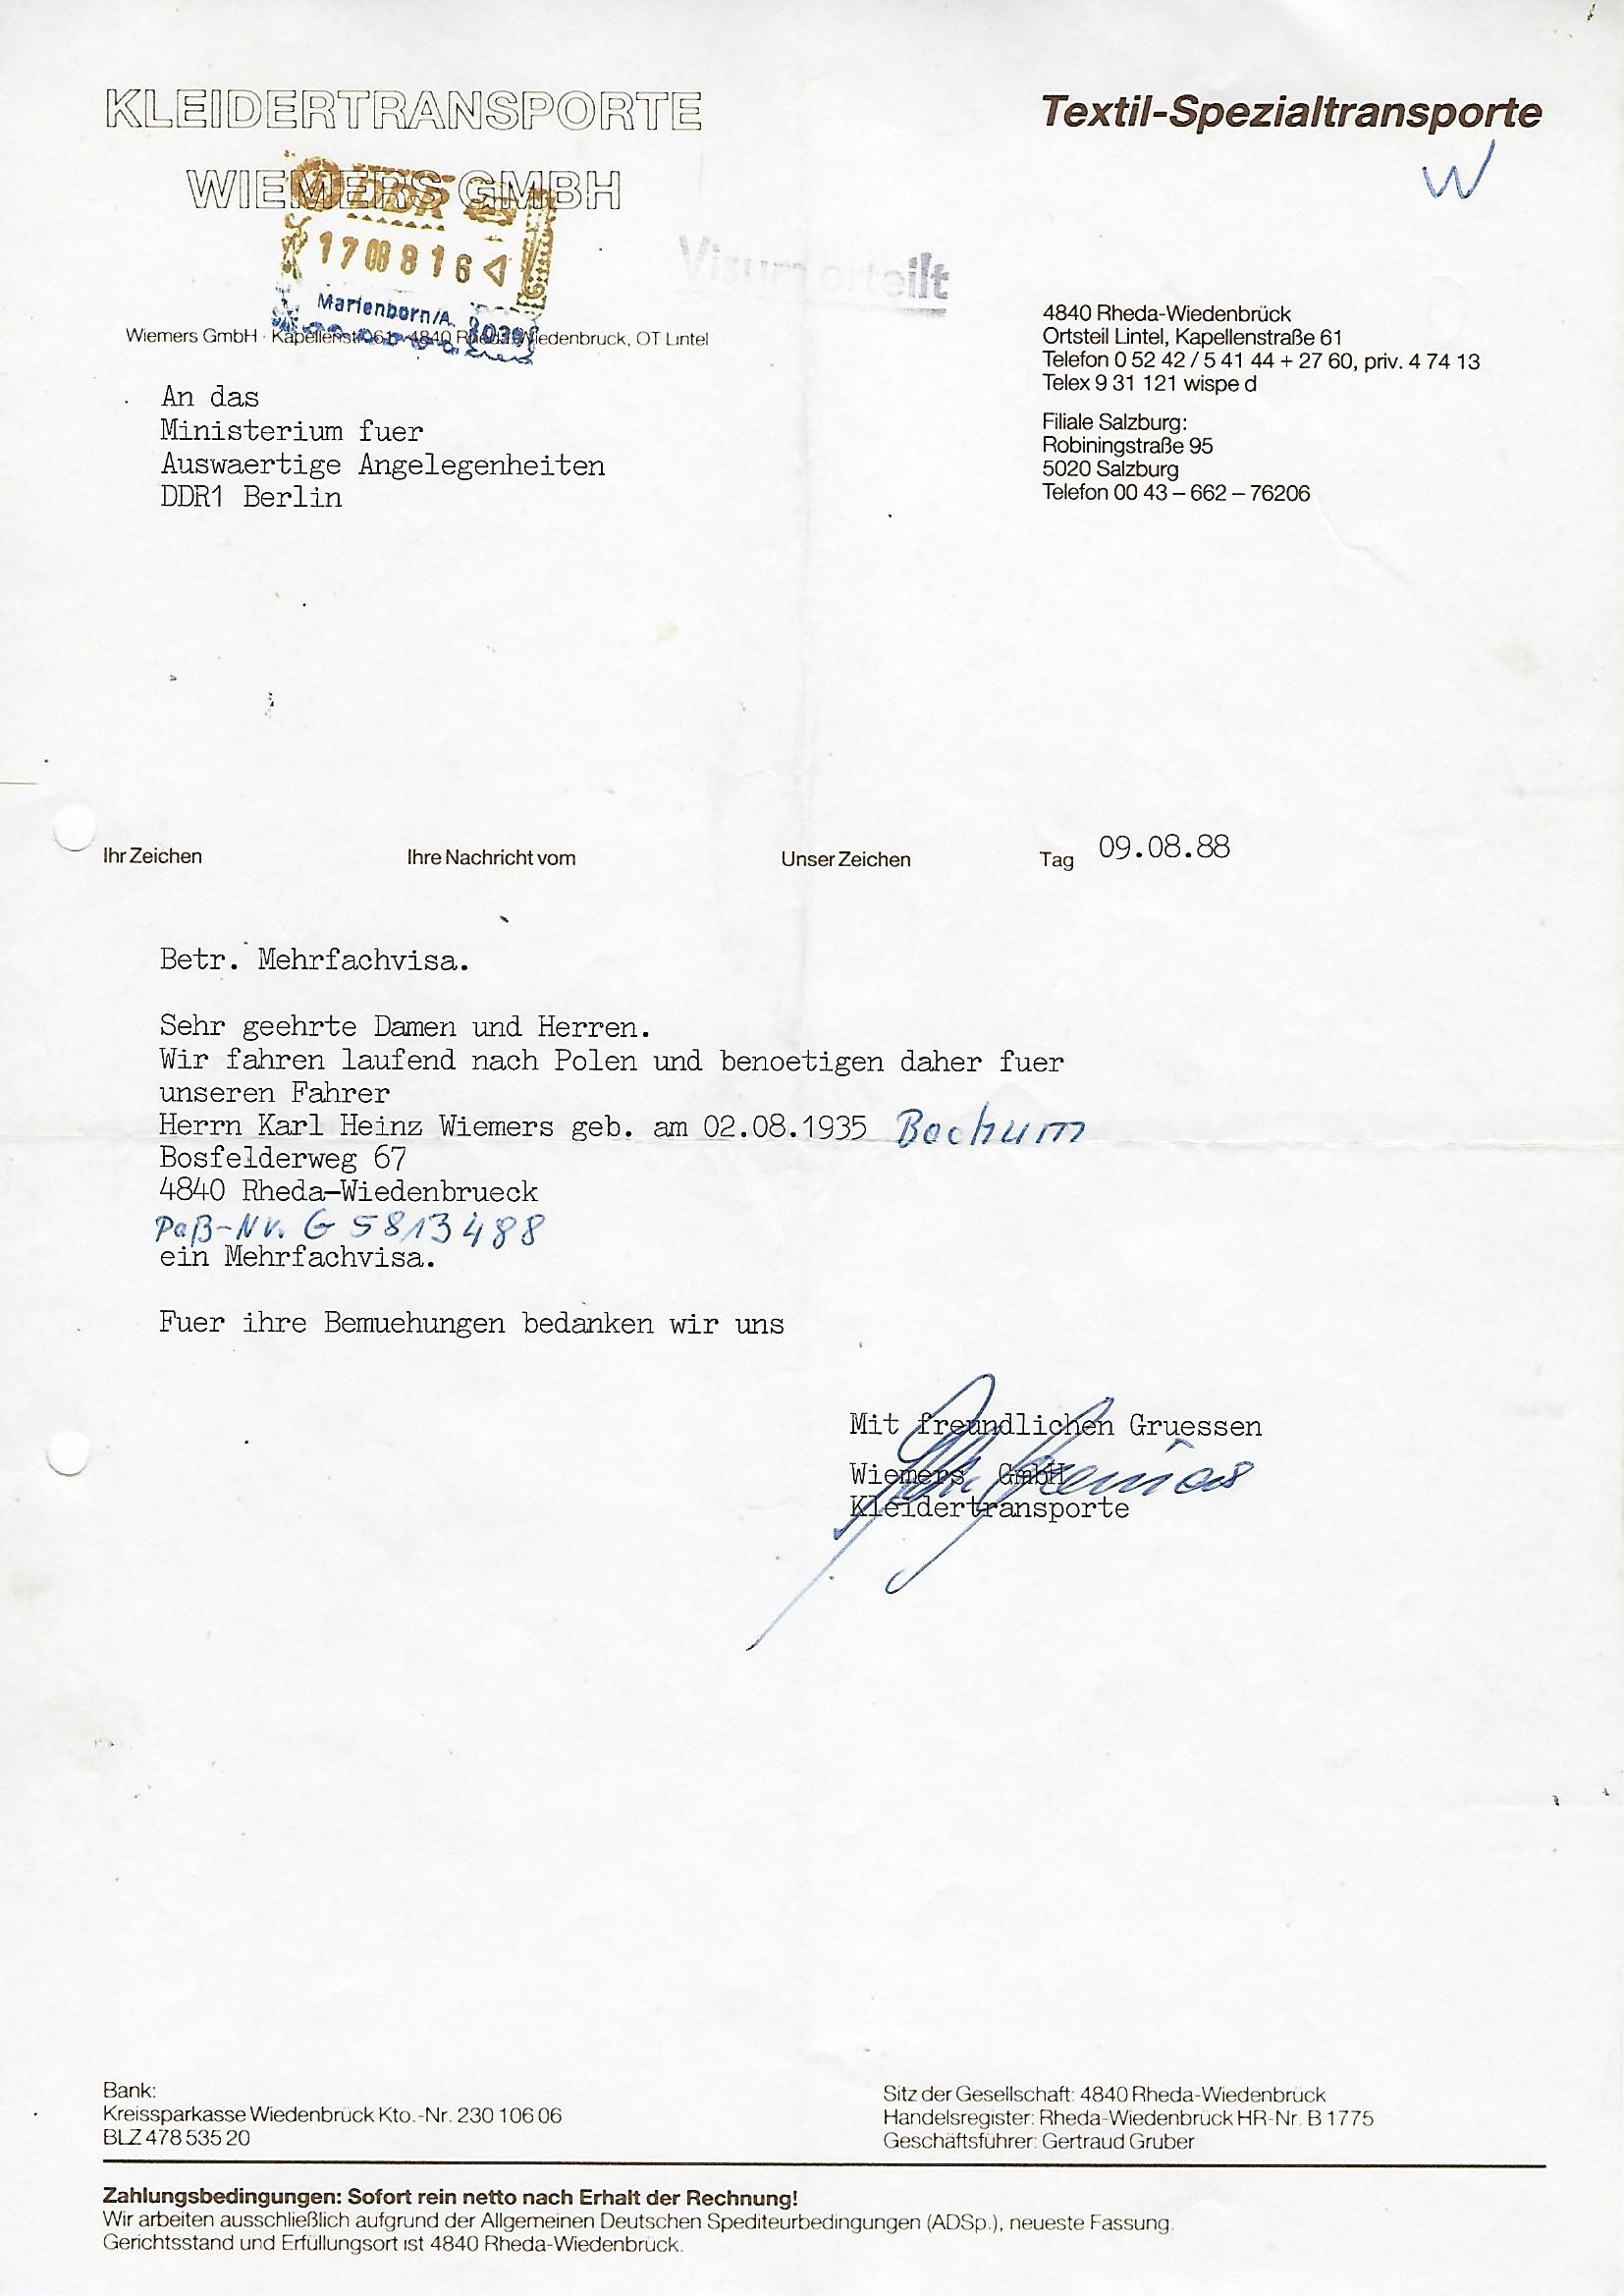 KLEIDERTRANSPORTE
WIEMERS GMBH
Textil-Spezialtransporte
W
DDR
17 08 8 16
Marienborn/A.
039
Visum erteilt
Wiemers GmbH · Kapellenstr. 61 · 4840 Rheda-Wiedenbrück, OT Lintel
4840 Rheda-Wiedenbrück
Ortsteil Lintel, Kapellenstraße 61
Telefon 0 52 42 / 5 41 44 + 27 60, priv. 4 74 13
Telex 9 31 121 wispe d
Filiale Salzburg:
Robiningstraße 95
5020 Salzburg
Telefon 00 43 – 662 – 76206
An das
Ministerium fuer
Auswaertige Angelegenheiten
DDR1 Berlin
Ihr Zeichen Ihre Nachricht vom Unser Zeichen Tag 09.08.88
Betr. Mehrfachvisa.
Sehr geehrte Damen und Herren.
Wir fahren laufend nach Polen und benoetigen daher fuer
unseren Fahrer
Herrn Karl Heinz Wiemers geb. am 02.08.1935 Bochum
Bosfelderweg 67
4840 Rheda-Wiedenbrueck
Paß-Nr. G 5813488
ein Mehrfachvisa.
Fuer ihre Bemuehungen bedanken wir uns
Mit freundlichen Gruessen
Wiemers GmbH
Kleidertransporte
Bank:
Kreissparkasse Wiedenbrück Kto.-Nr. 230 106 06
BLZ 478 535 20
Sitz der Gesellschaft: 4840 Rheda-Wiedenbrück
Handelsregister: Rheda-Wiedenbrück HR-Nr. B 1775
Geschäftsführer: Gertraud Gruber
Zahlungsbedingungen: Sofort rein netto nach Erhalt der Rechnung!
Wir arbeiten ausschließlich aufgrund der Allgemeinen Deutschen Spediteurbedingungen (ADSp.), neueste Fassung.
Gerichtsstand und Erfüllungsort ist 4840 Rheda-Wiedenbrück.